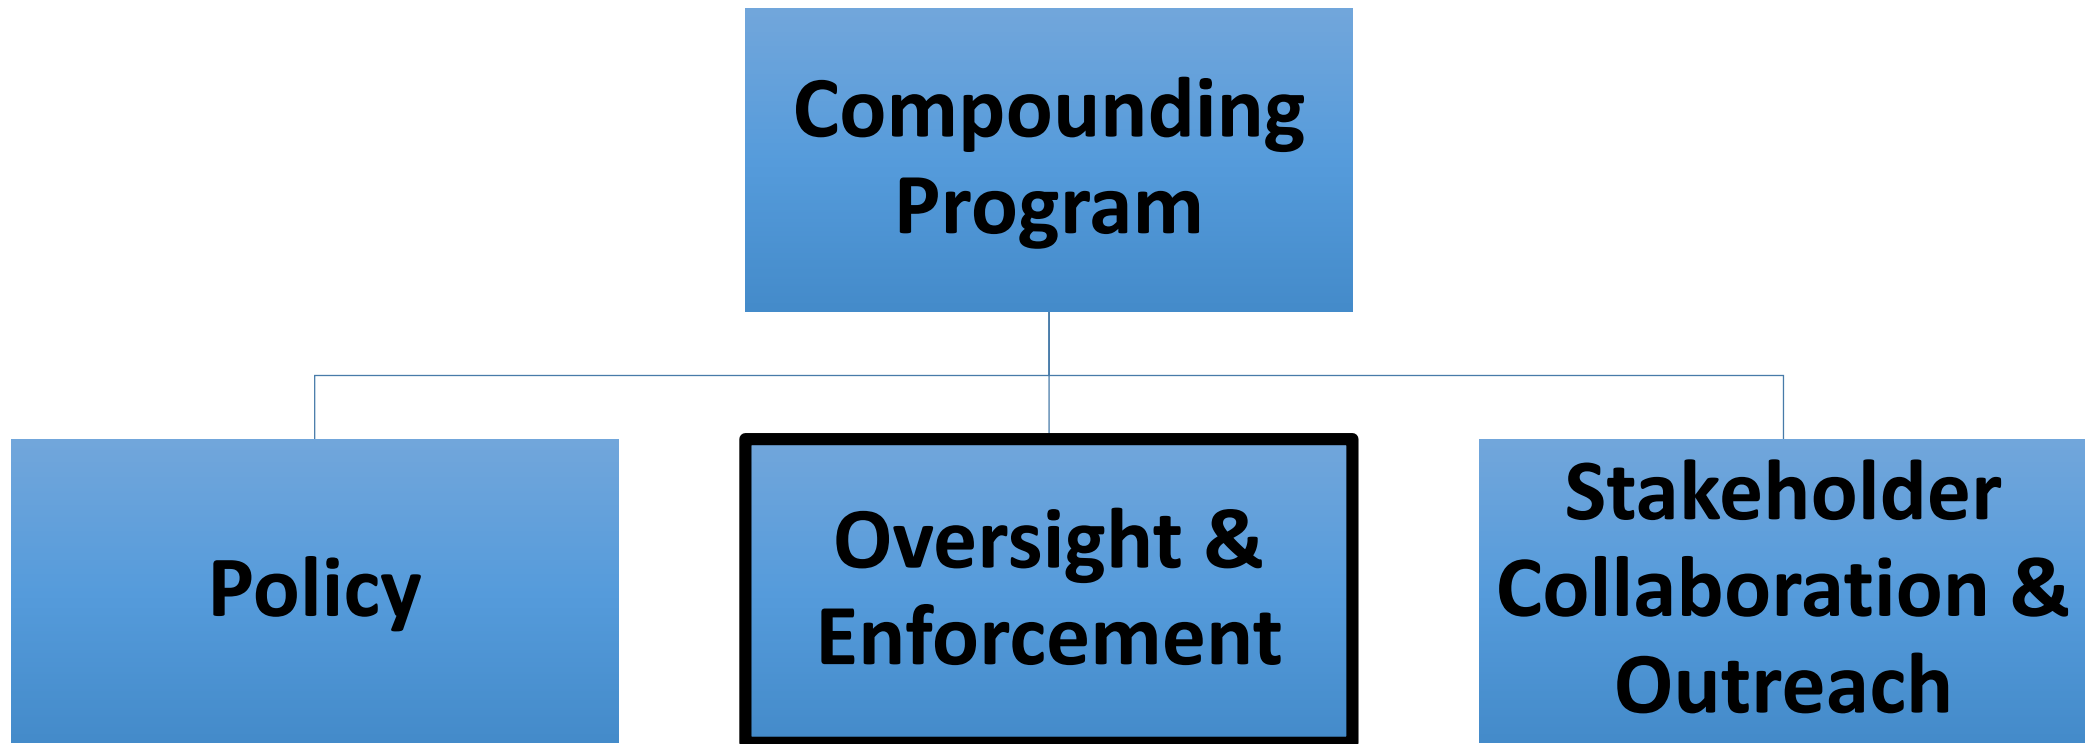 Compounding
Program
Policy
Oversight &
Enforcement
Stakeholder
Collaboration &
Outreach